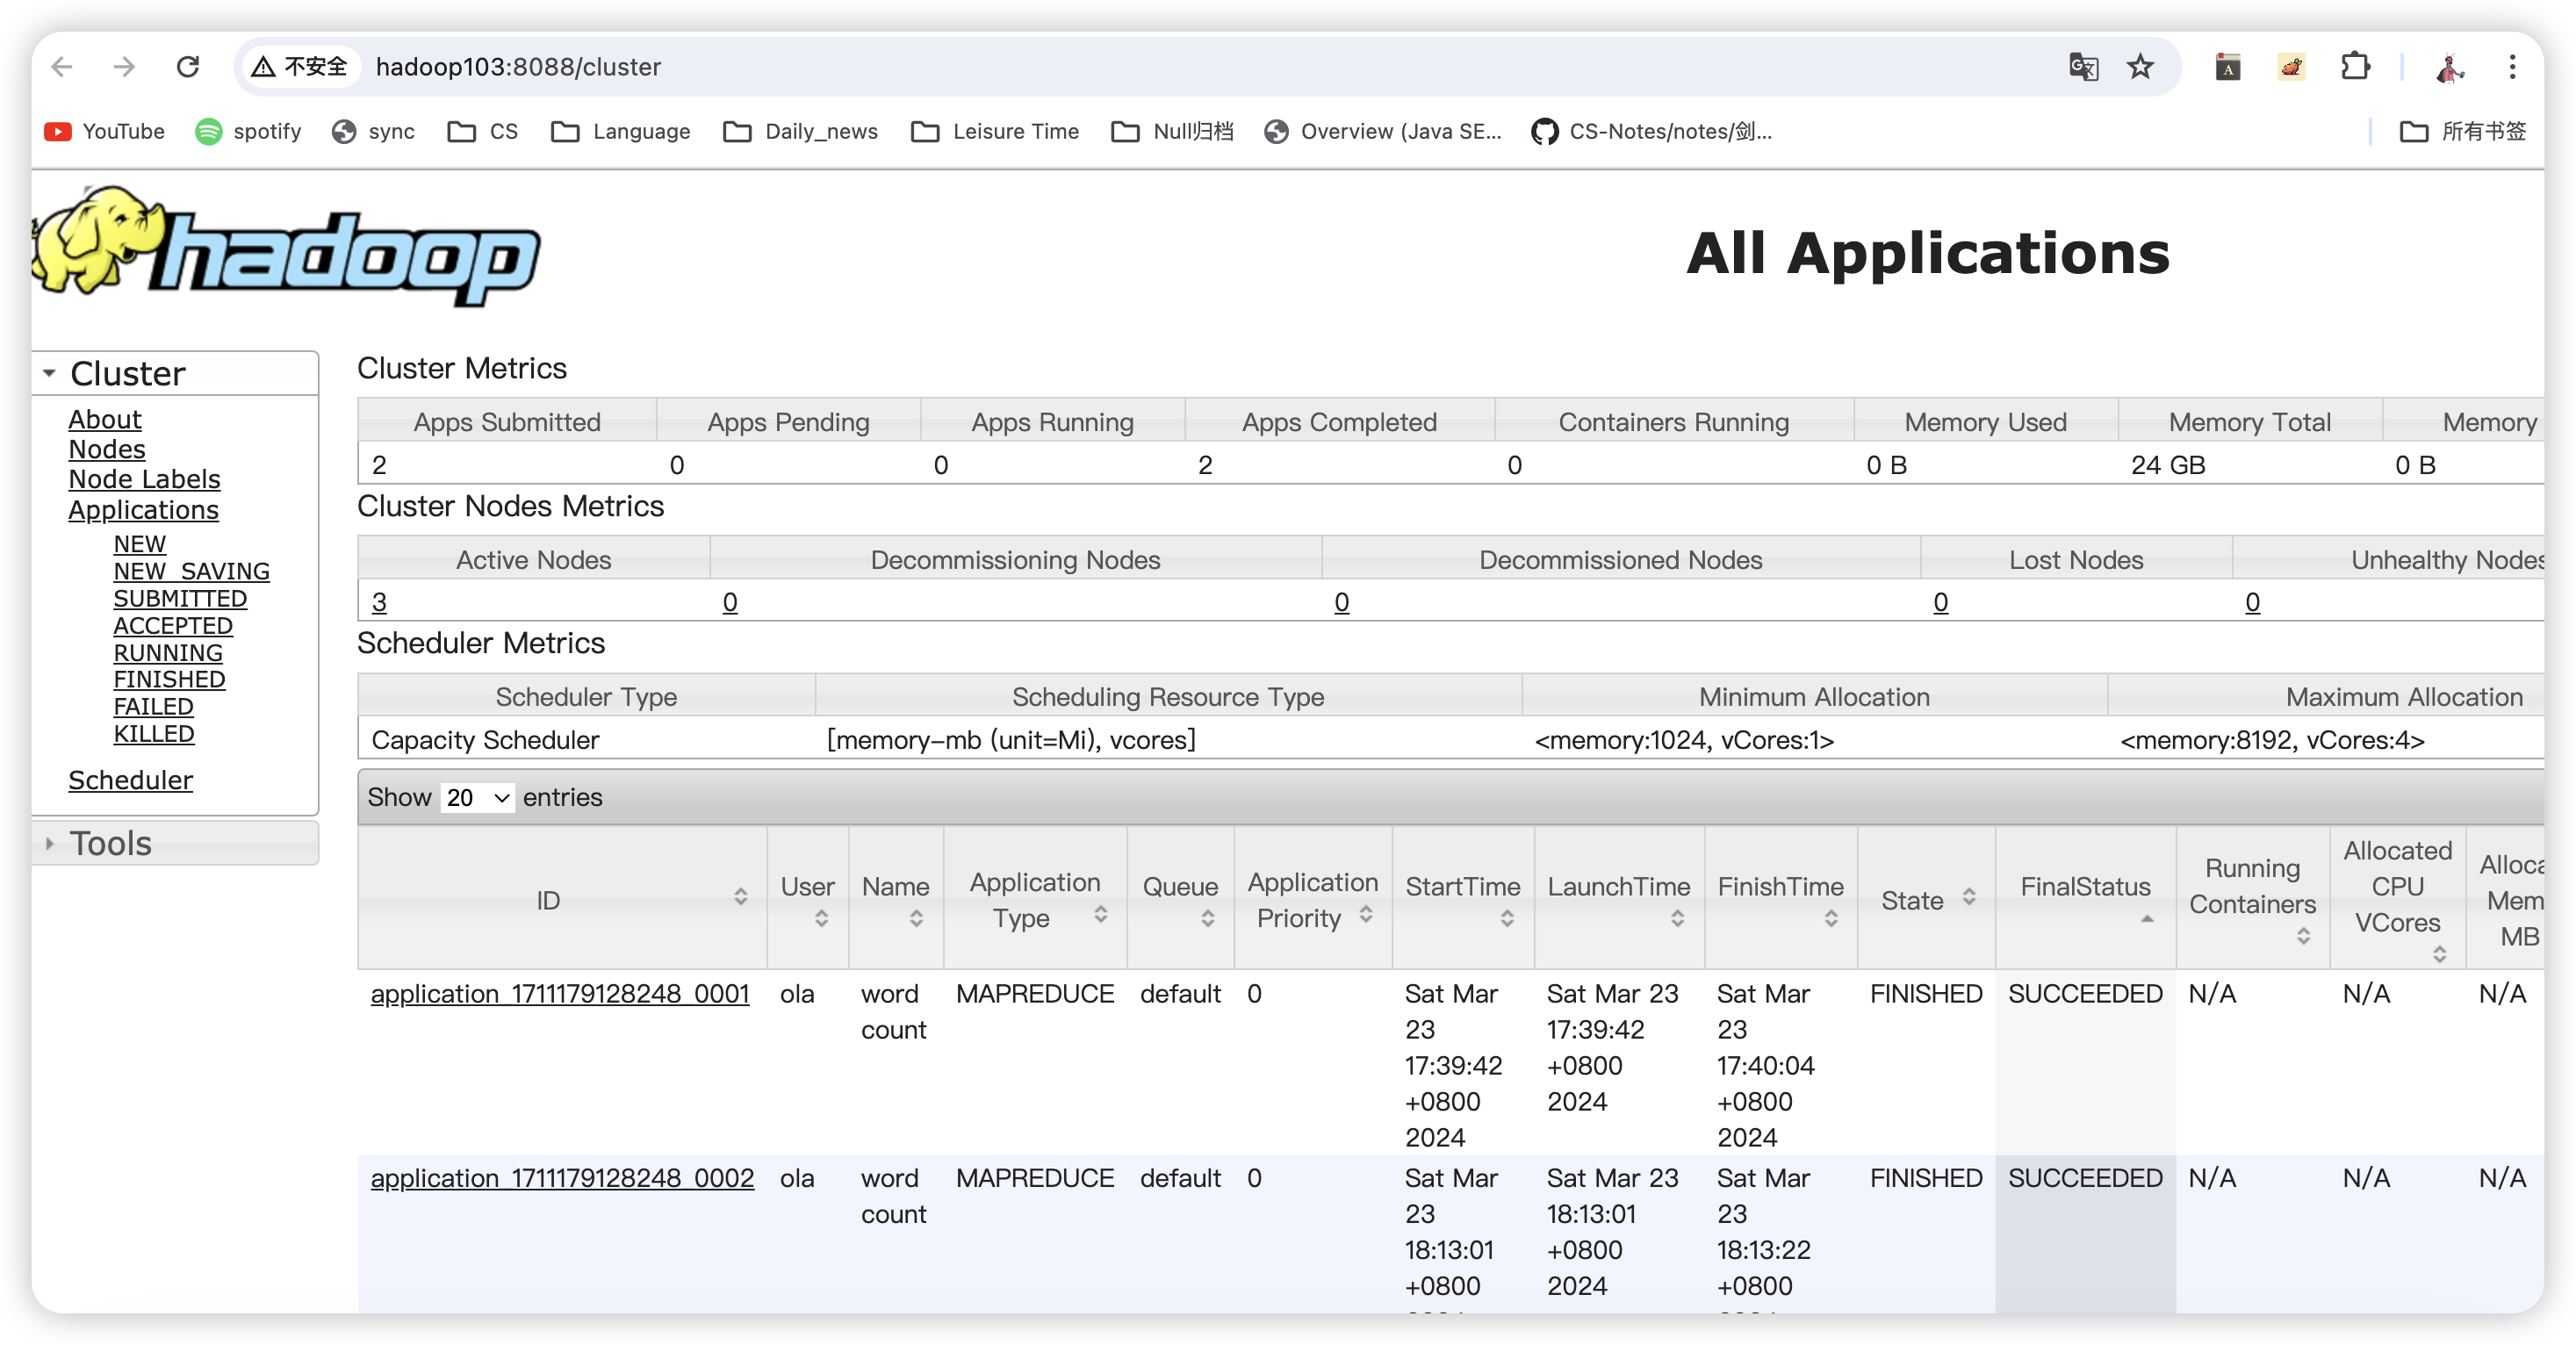 不安全 hadoop103:8088/cluster
YouTube spotify sync CS Language Daily_news Leisure Time Null归档 Overview (Java SE... CS-Notes/notes/剑... 所有书签
hadoop
All Applications
Cluster
About
Nodes
Node Labels
Applications
NEW
NEW_SAVING
SUBMITTED
ACCEPTED
RUNNING
FINISHED
FAILED
KILLED
Scheduler
Tools
Cluster Metrics
Apps Submitted Apps Pending Apps Running Apps Completed Containers Running Memory Used Memory Total Memory
2 0 0 2 0 0 B 24 GB 0 B
Cluster Nodes Metrics
Active Nodes Decommissioning Nodes Decommissioned Nodes Lost Nodes Unhealthy Nodes
3 0 0 0 0
Scheduler Metrics
Scheduler Type Scheduling Resource Type Minimum Allocation Maximum Allocation
Capacity Scheduler [memory-mb (unit=Mi), vcores] <memory:1024, vCores:1> <memory:8192, vCores:4>
Show 20 entries
ID User Name Application Type Queue Application Priority StartTime LaunchTime FinishTime State FinalStatus Running Containers Allocated CPU VCores Mem MB
application_1711179128248_0001 ola word MAPREDUCE default 0 Sat Mar Sat Mar 23 Sat Mar FINISHED SUCCEEDED N/A N/A N/A
count 23 17:39:42 23
17:39:42 +0800 17:40:04
+0800 2024 +0800
2024 2024
application_1711179128248_0002 ola word MAPREDUCE default 0 Sat Mar Sat Mar 23 Sat Mar FINISHED SUCCEEDED N/A N/A N/A
count 23 18:13:01 23
18:13:01 +0800 18:13:22
+0800 2024 +0800